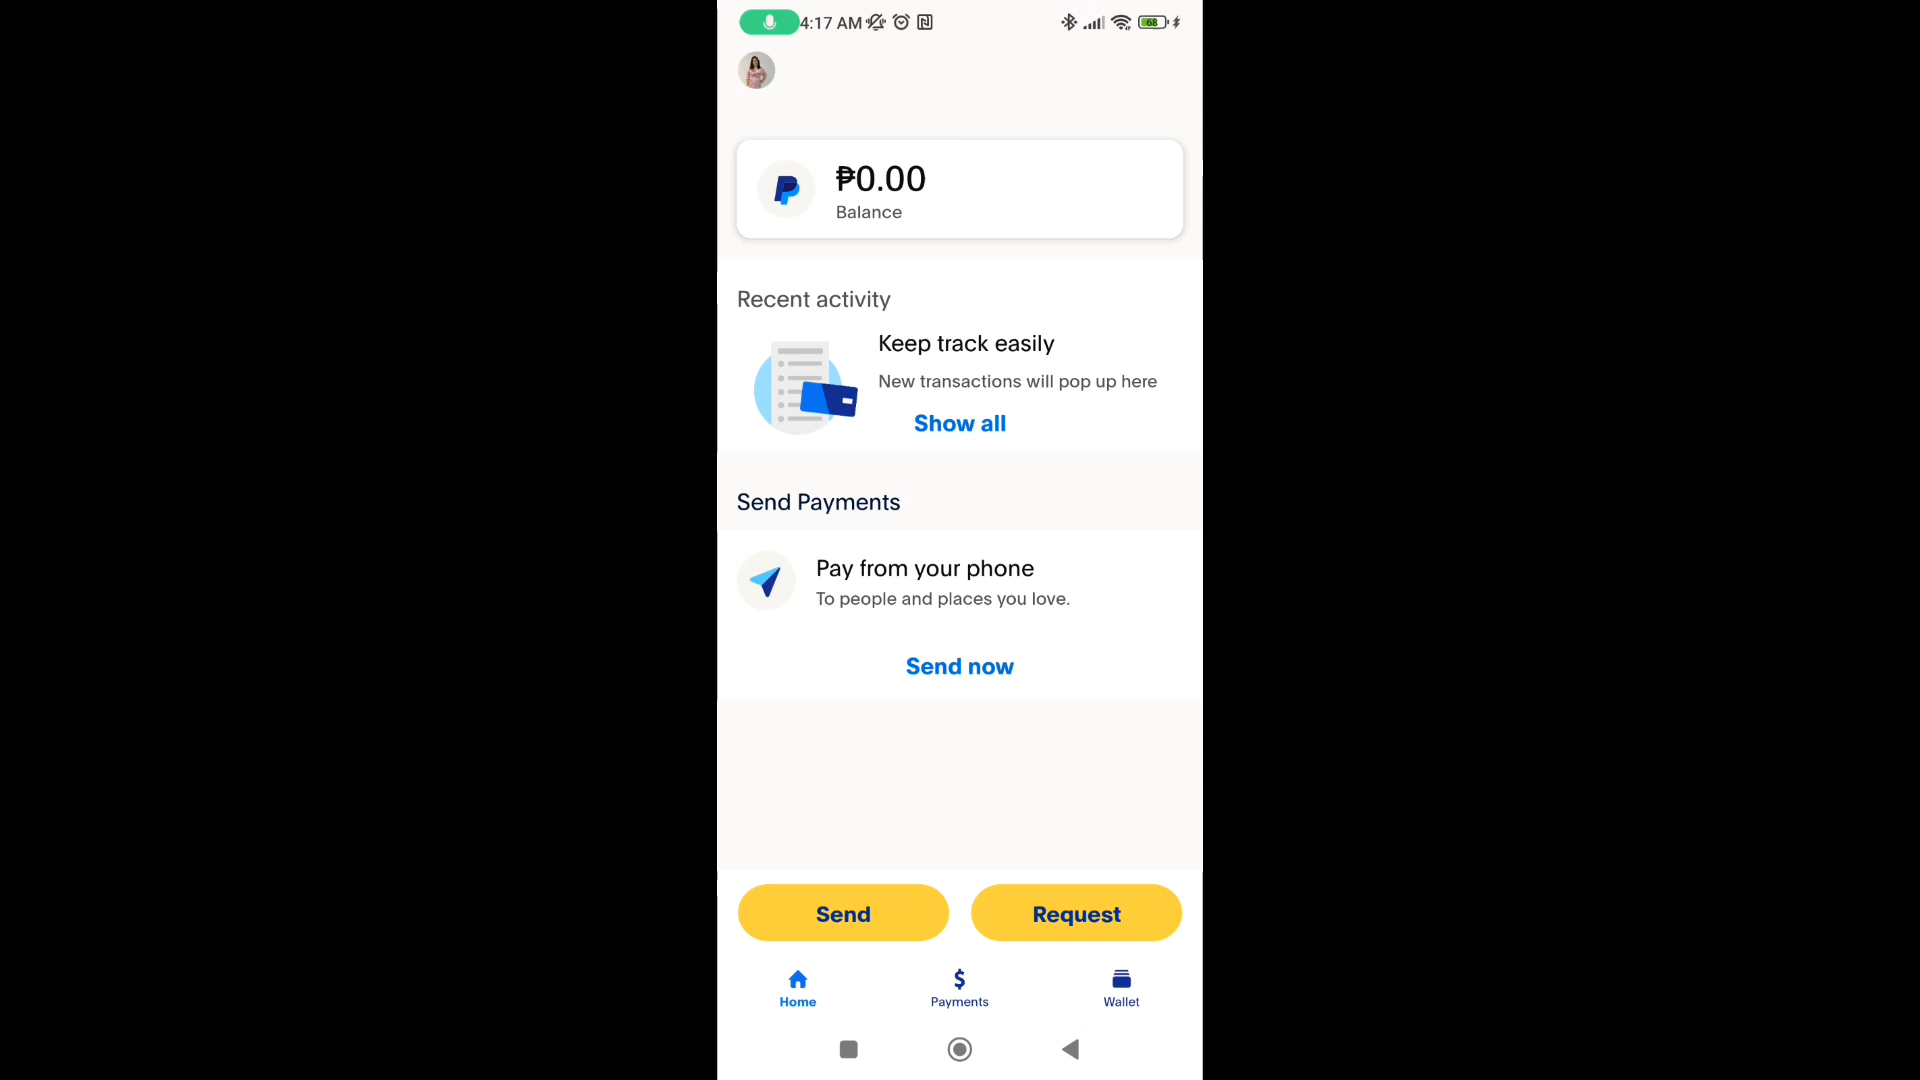 4:17 AM
68
₱0.00
Balance
Recent activity
Keep track easily
New transactions will pop up here
Show all
Send Payments
Pay from your phone
To people and places you love.
Send now
Send
Request
Home
Payments
Wallet